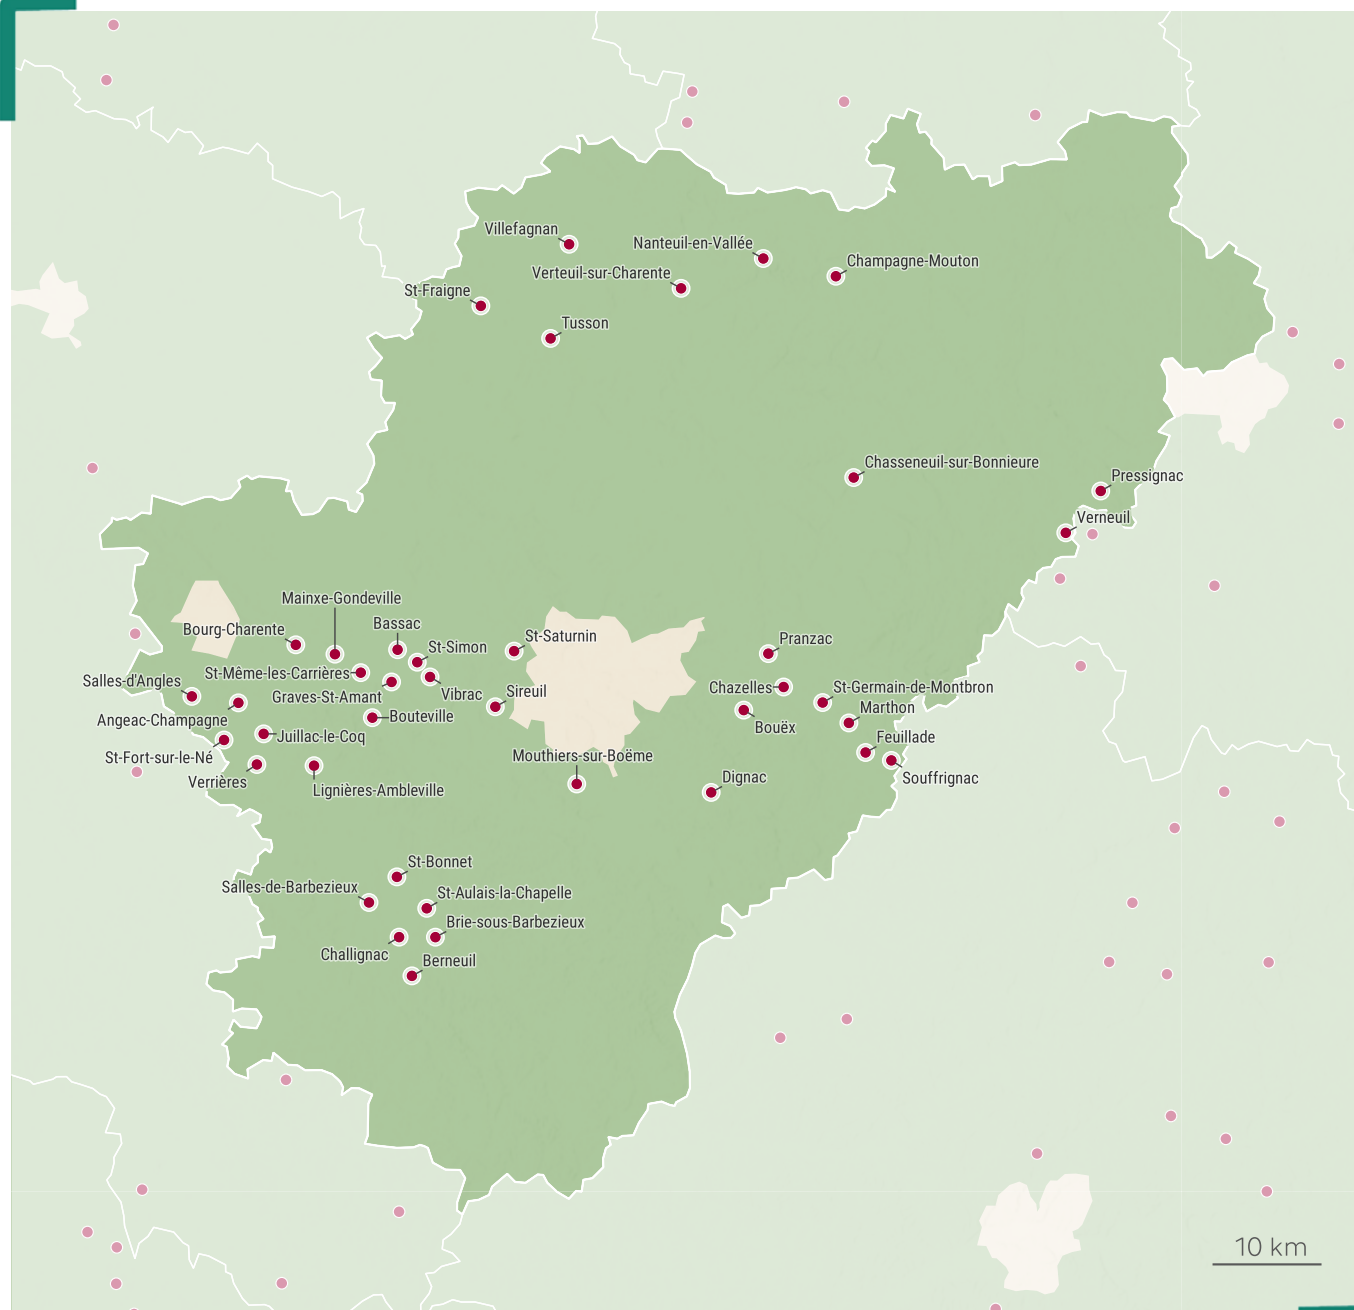 Villefagnan
Nanteuil-en-Vallée
Champagne-Mouton
Verteuil-sur-Charente
St-Fraigne
Tusson
Chasseneuil-sur-Bonnieure
Pressignac
Verneuil
Mainxe-Gondeville
Bourg-Charente
Bassac
St-Saturnin
St-Simon
Pranzac
St-Même-les-Carrières
Salles-d'Angles
Chazelles
St-Germain-de-Montbron
Graves-St-Amant
Vibrac
Sireuil
Marthon
Angeac-Champagne
Bouteville
Bouëx
Juillac-le-Coq
Feuillade
St-Fort-sur-le-Né
Mouthiers-sur-Boëme
Verrières
Dignac
Souffrignac
Lignières-Ambleville
St-Bonnet
Salles-de-Barbezieux
St-Aulais-la-Chapelle
Brie-sous-Barbezieux
Challignac
Berneuil
10 km